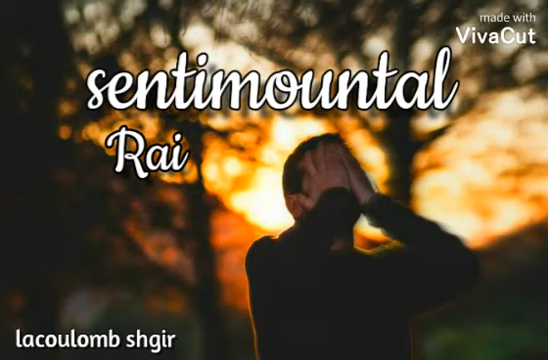 made with
VivaCut
sentimountal
Rai
lacoulomb shgir